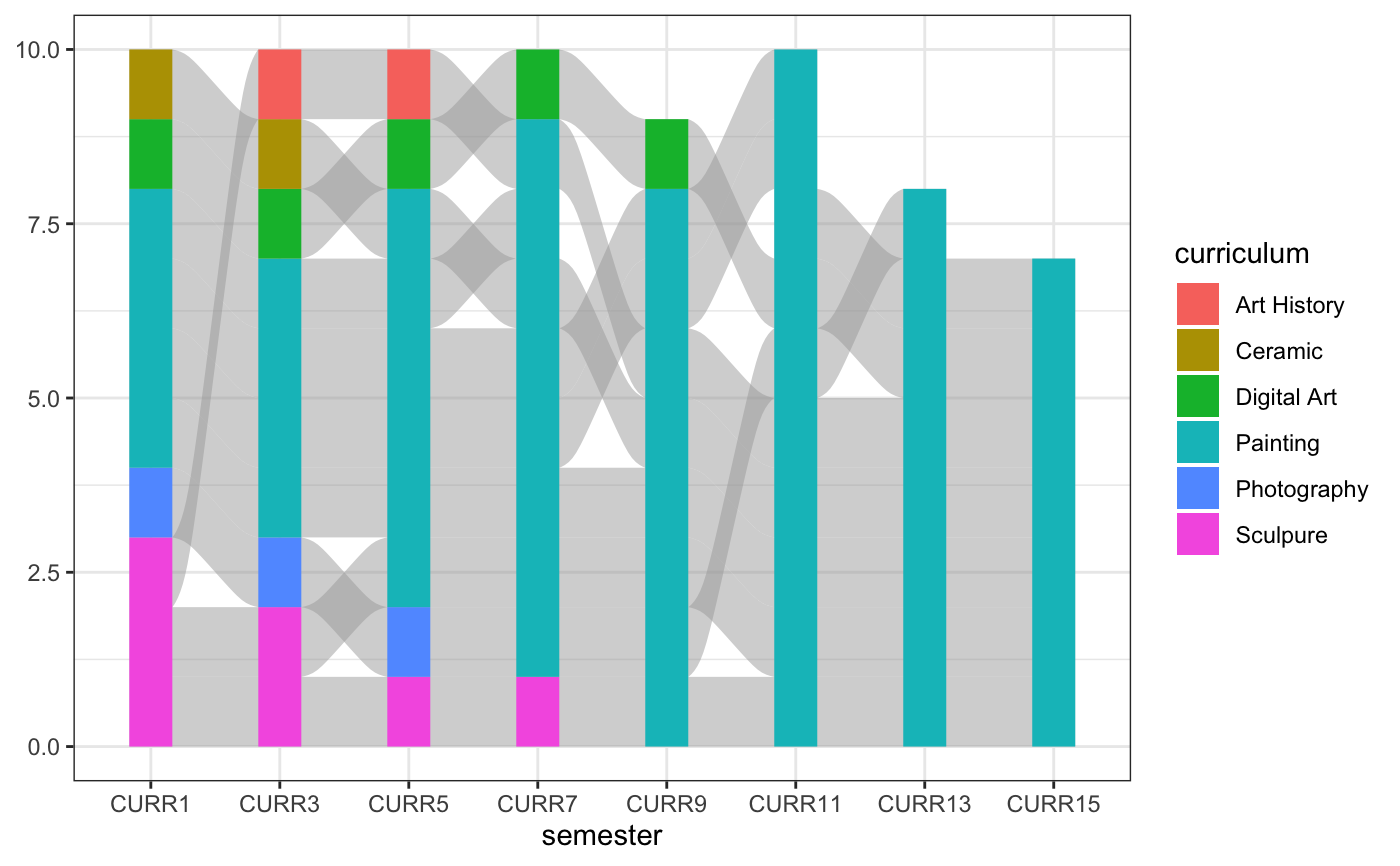 10.0
7.5
5.0
2.5
0.0
CURR1 CURR3 CURR5 CURR7 CURR9 CURR11 CURR13 CURR15
semester
curriculum
Art History
Ceramic
Digital Art
Painting
Photography
Sculpure